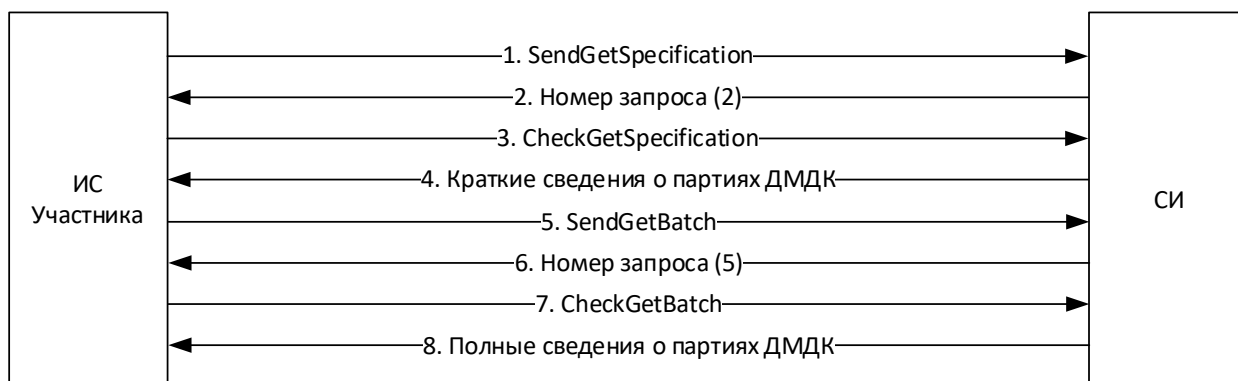 1. SendGetSpecification
2. Номер запроса (2)
3. CheckGetSpecification
4. Краткие сведения о партиях ДМДК
ИС
Участника
СИ
5. SendGetBatch
6. Номер запроса (5)
7. CheckGetBatch
8. Полные сведения о партиях ДМДК